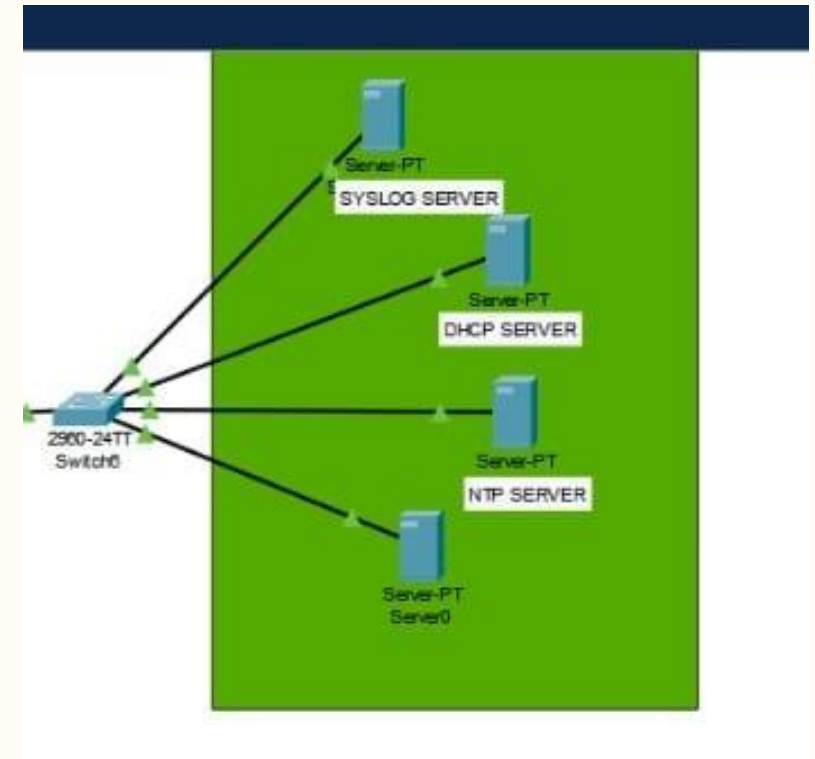 Server-PT
SYSLOG SERVER
Server-PT
DHCP SERVER
2960-24TT
Switch6
Server-PT
NTP SERVER
Server-PT
Server0